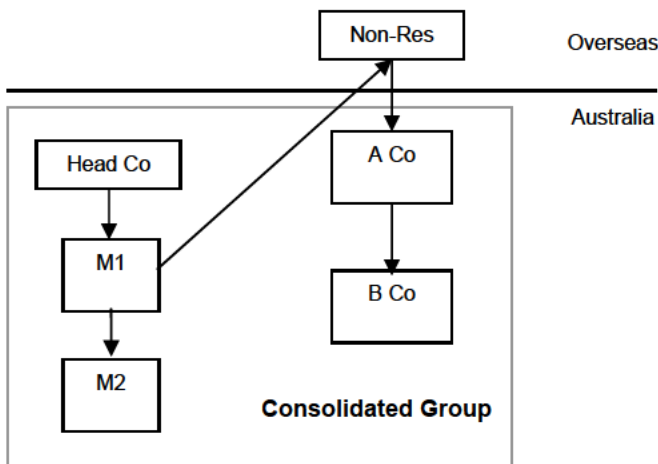 Non-Res
Overseas
Australia
Head Co
A Co
M1
B Co
M2
Consolidated Group